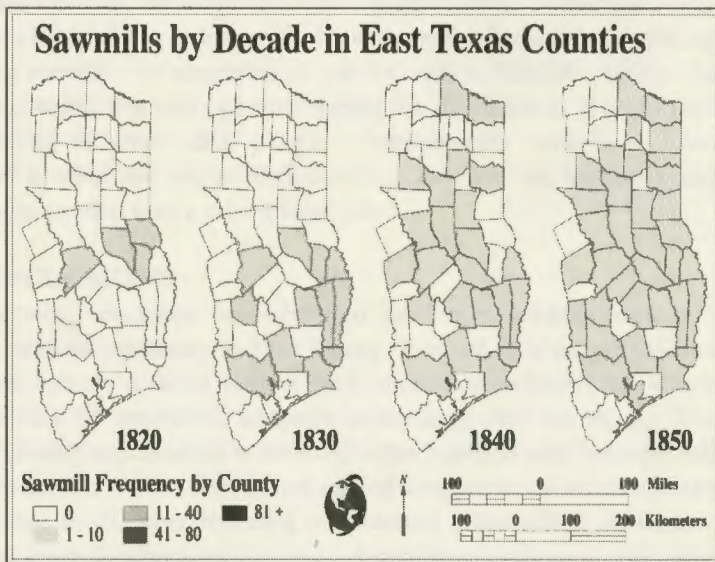 Sawmills by Decade in East Texas Counties
1820 1830 1840 1850
Sawmill Frequency by County
0 11 - 40 81 +
1 - 10 41 - 80
N
100 0 100 Miles
100 0 100 200 Kilometers